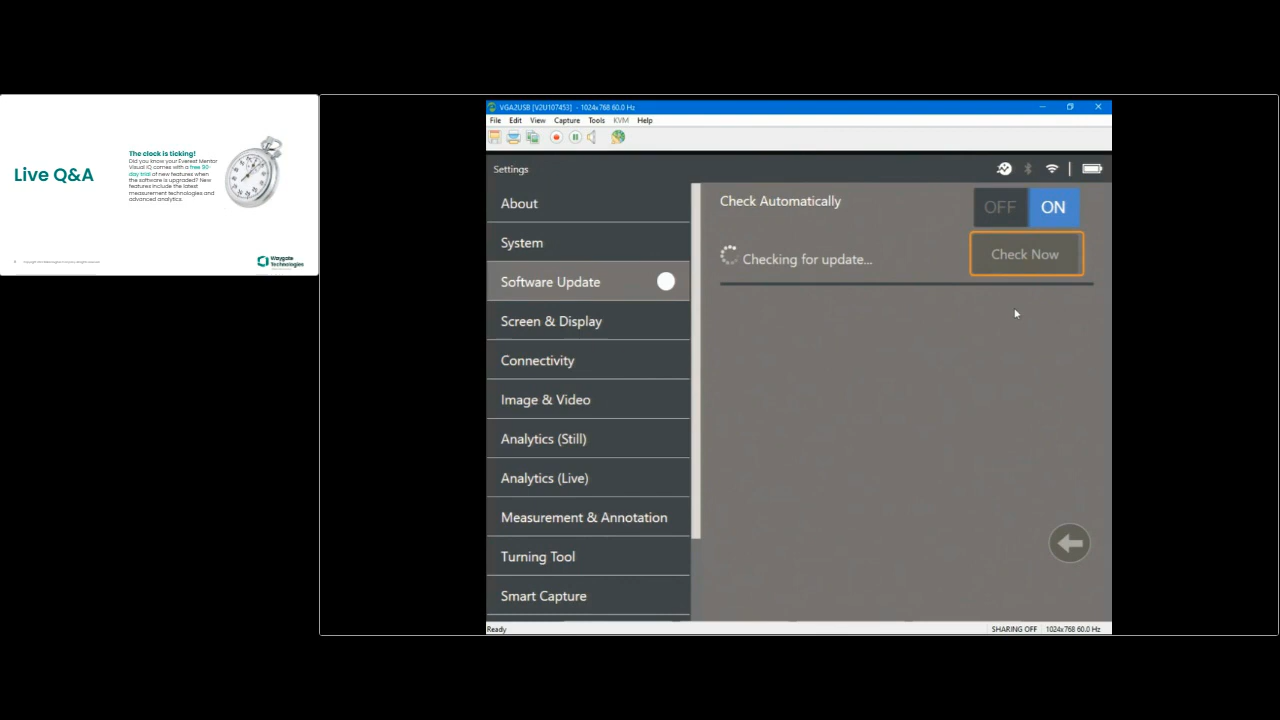 Live Q&A
The clock is ticking!
Did you know your Everest Mentor
Visual iQ comes with a free 30-
day trial of new features when
the software is upgraded? New
features include the latest
measurement technologies and
advanced analytics.
Waygate
Technologies
VGA2USB [V2U107453] - 1024x768 60.0 Hz
File Edit View Capture Tools KVM Help
Settings
About
System
Software Update
Screen & Display
Connectivity
Image & Video
Analytics (Still)
Analytics (Live)
Measurement & Annotation
Turning Tool
Smart Capture
Check Automatically
OFF ON
Checking for update...
Check Now
Ready
SHARING OFF 1024x768 60.0 Hz